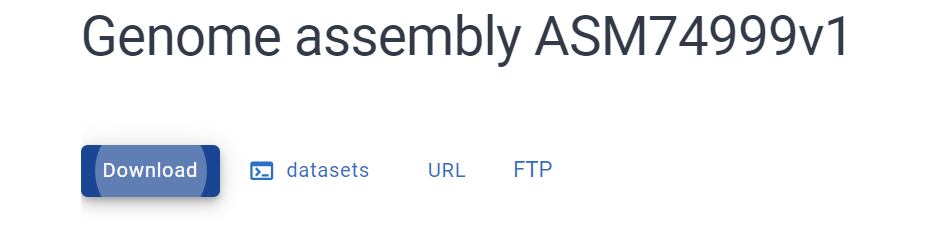 Genome assembly ASM74999v1
Download datasets URL FTP